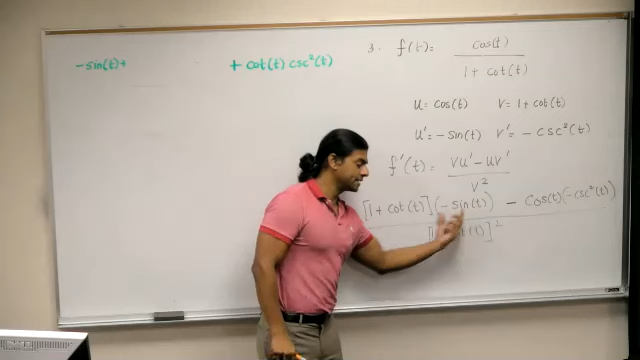 -sin(t)+
+ cot(t) csc²(t)
3. f(t) = cos(t) / 1 + cot(t)
u = cos(t) v = 1 + cot(t)
u' = -sin(t) v' = -csc²(t)
f'(t) = vu' - uv' / v²
[1 + cot(t)](-sin(t)) - cos(t)(-csc²(t))
[1 t(t)]²